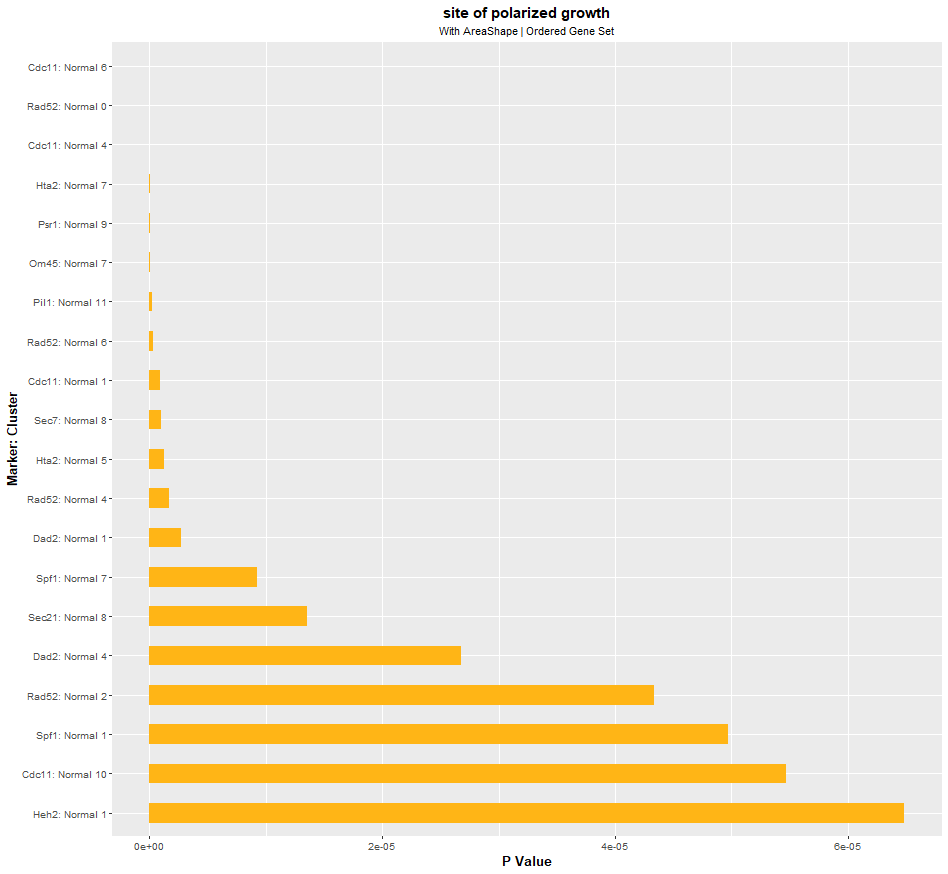 site of polarized growth
With AreaShape | Ordered Gene Set
Marker: Cluster
Cdc11: Normal 6
Rad52: Normal 0
Cdc11: Normal 4
Hta2: Normal 7
Psr1: Normal 9
Om45: Normal 7
Pil1: Normal 11
Rad52: Normal 6
Cdc11: Normal 1
Sec7: Normal 8
Hta2: Normal 5
Rad52: Normal 4
Dad2: Normal 1
Spf1: Normal 7
Sec21: Normal 8
Dad2: Normal 4
Rad52: Normal 2
Spf1: Normal 1
Cdc11: Normal 10
Heh2: Normal 1
0e+00 2e-05 4e-05 6e-05
P Value